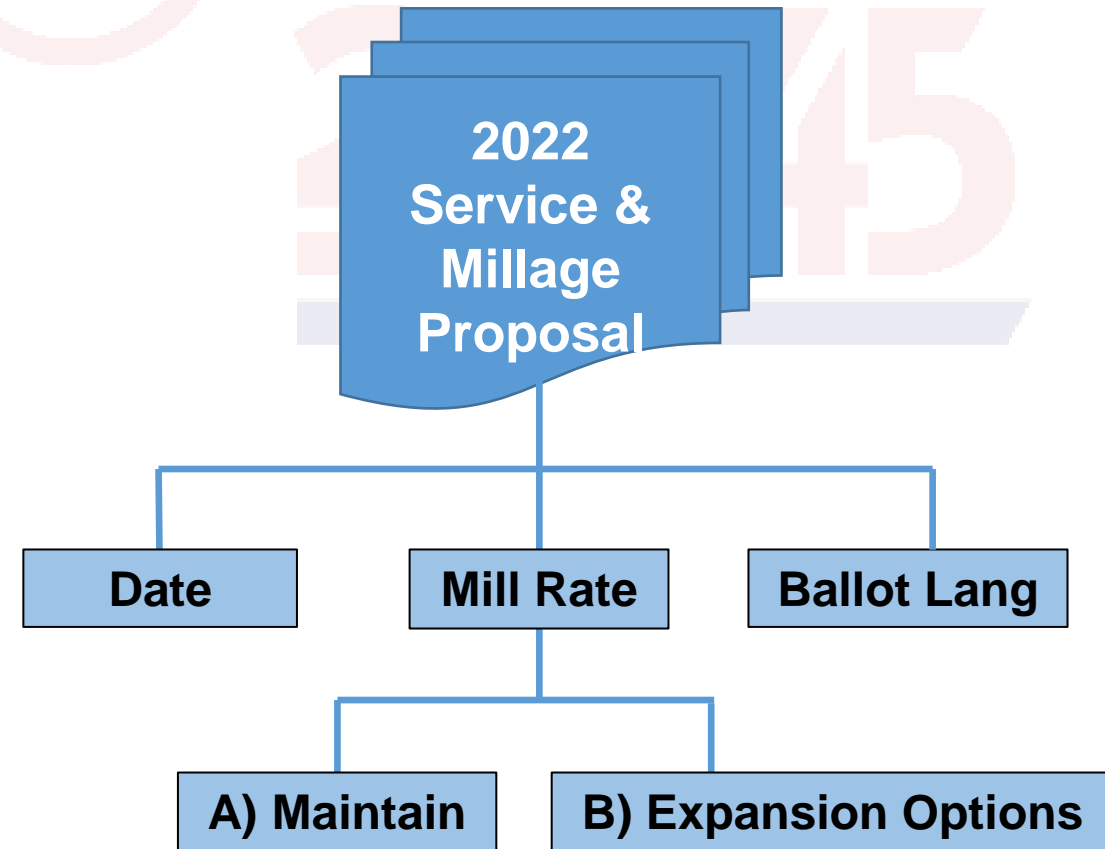 2022
Service &
Millage
Proposal
Date
Mill Rate
Ballot Lang
A) Maintain
B) Expansion Options